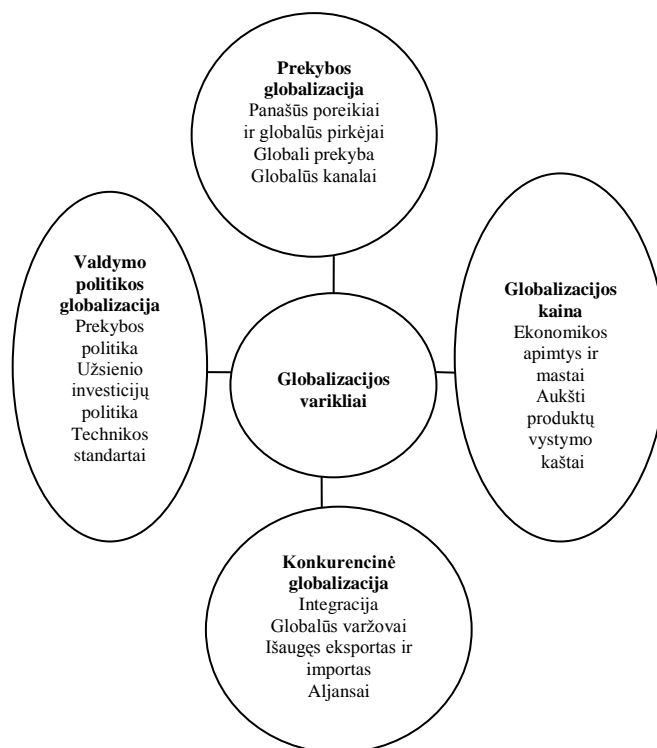 Prekybos
globalizacija
Panašūs poreikiai
ir globalūs pirkėjai
Globali prekyba
Globalūs kanalai
Valdymo
politikos
globalizacija
Prekybos
politika
Užsienio
investicijų
politika
Technikos
standartai
Globalizacijos
varikliai
Globalizacijos
kaina
Ekonomikos
apimtys ir
mastai
Aukšti
produktų
vystymo
kaštai
Konkurencinė
globalizacija
Integracija
Globalūs varžovai
Išaugęs eksportas ir
importas
Aljansai